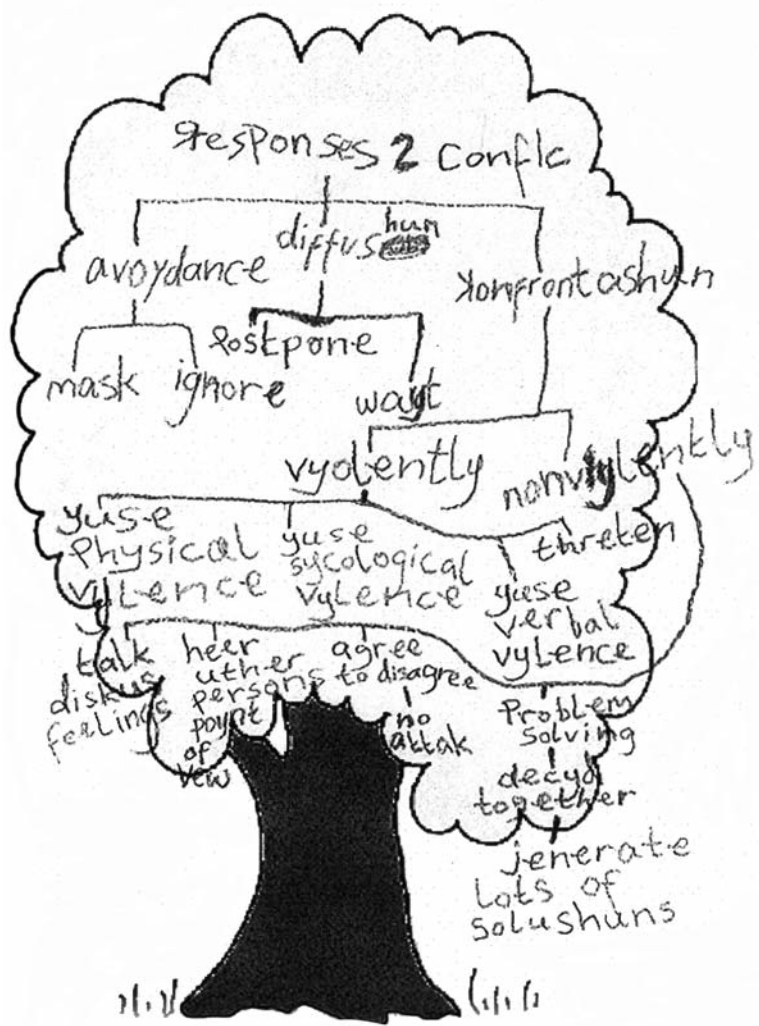 responses 2 conflc
avoydance
diffushun
konfrontashun
mask
ignore
postpone
wayt
vyolently
nonvylently
yuse
physical
vylence
yuse
sycological
vylence
yuse
verbal
vylence
threten
talk
diskus
feelings
heer
uther
persons
poynt
of
vew
agree
to disagree
no
attak
problem
solving
decyd
together
jenerate
lots of
solushuns